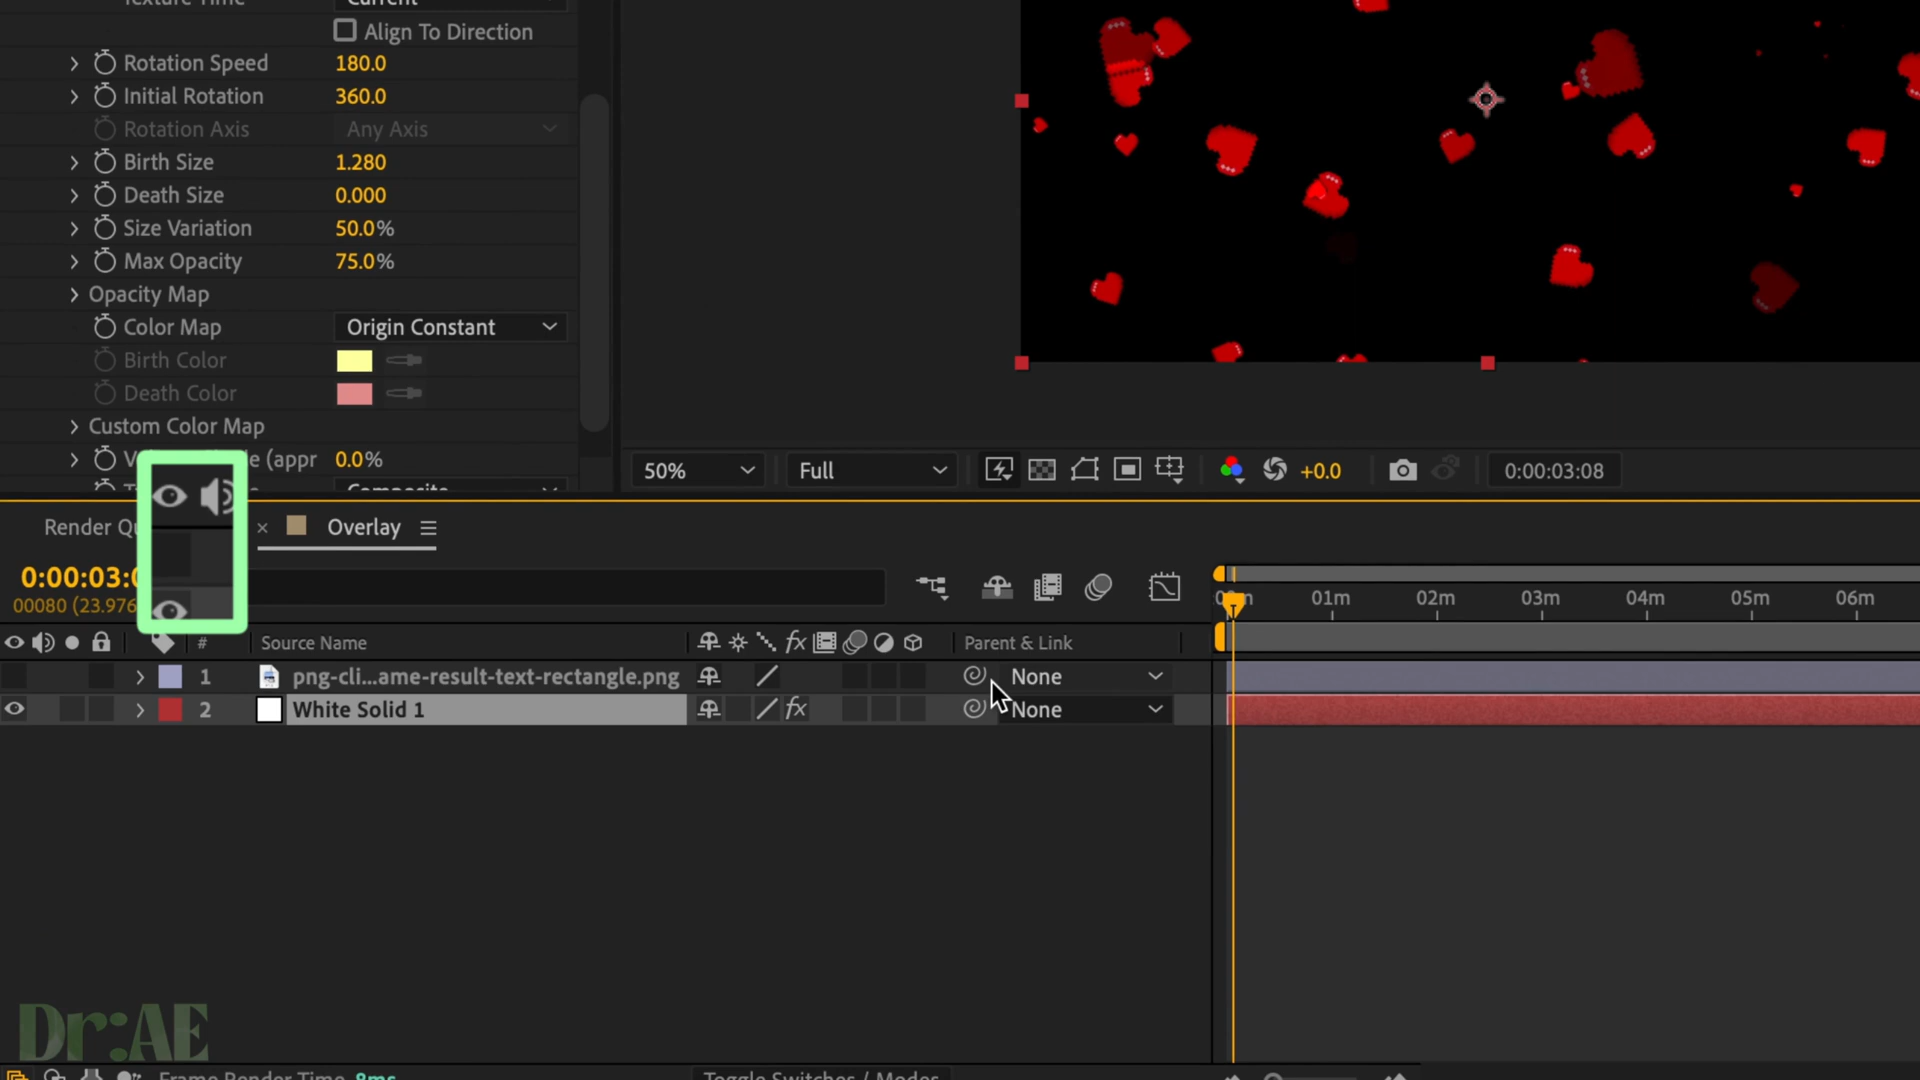 Texture Time Current
Align To Direction
Rotation Speed 180.0
Initial Rotation 360.0
Rotation Axis Any Axis
Birth Size 1.280
Death Size 0.000
Size Variation 50.0%
Max Opacity 75.0%
Opacity Map
Color Map Origin Constant
Birth Color
Death Color
Custom Color Map
(appr 0.0%
Composite
50% Full +0.0 0:00:03:08
Render Qu × Overlay
0:00:03:0
00080 (23.976
00m 01m 02m 03m 04m 05m 06m
# Source Name fx Parent & Link
1 png-cli...ame-result-text-rectangle.png None
2 White Solid 1 fx None
Dr:AE
Frame Render Time 8ms Toggle Switches / Modes